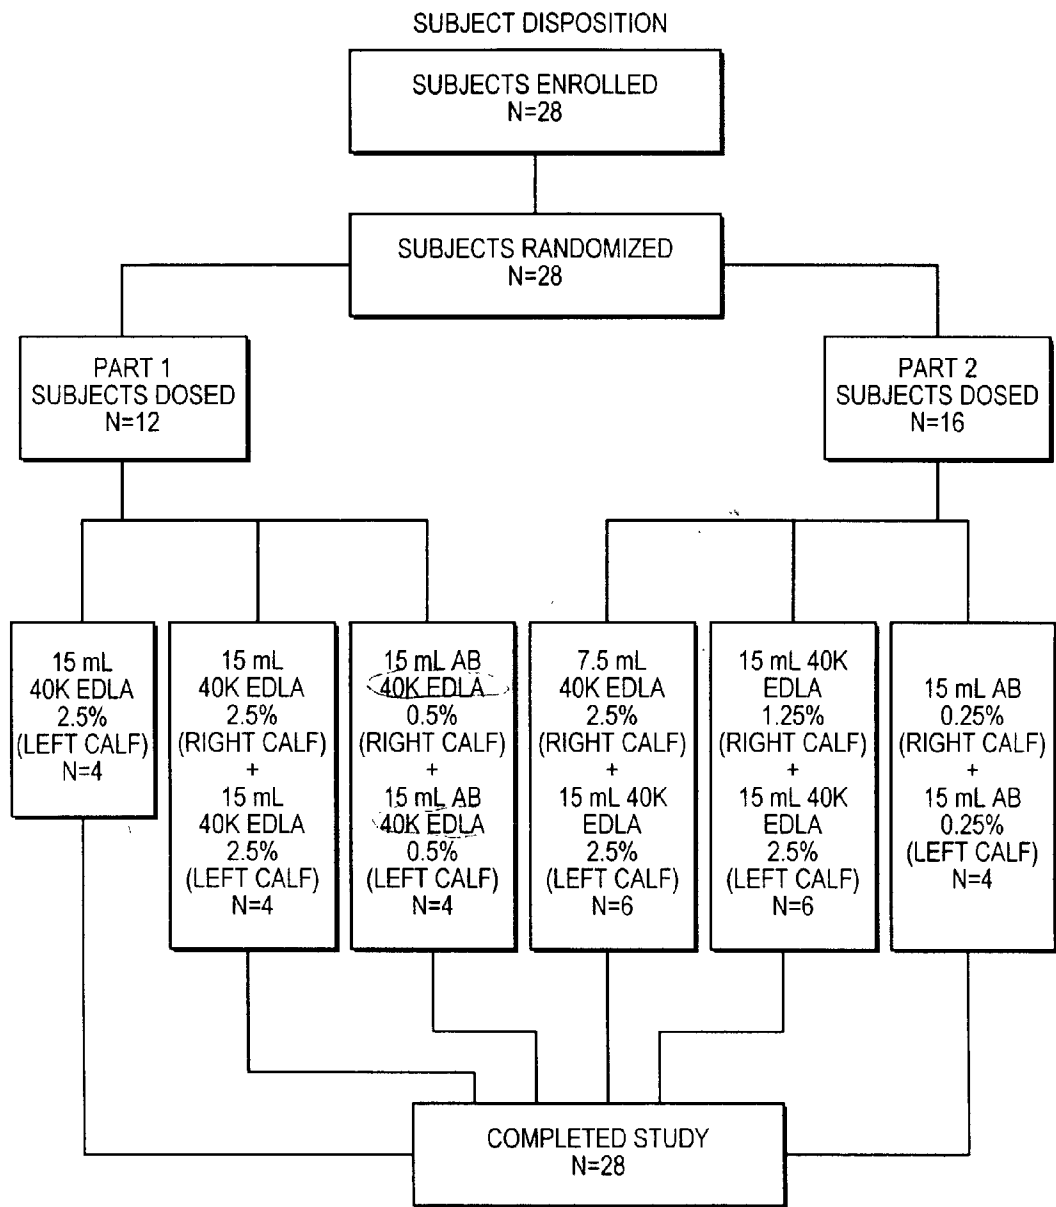 SUBJECT DISPOSITION
SUBJECTS ENROLLED
N=28
SUBJECTS RANDOMIZED
N=28
PART 1
SUBJECTS DOSED
N=12
PART 2
SUBJECTS DOSED
N=16
15 mL
40K EDLA
2.5%
(LEFT CALF)
N=4
15 mL
40K EDLA
2.5%
(RIGHT CALF)
+
15 mL
40K EDLA
2.5%
(LEFT CALF)
N=4
15 mL AB
40K EDLA
0.5%
(RIGHT CALF)
+
15 mL AB
40K EDLA
0.5%
(LEFT CALF)
N=4
7.5 mL
40K EDLA
2.5%
(RIGHT CALF)
+
15 mL 40K
EDLA
2.5%
(LEFT CALF)
N=6
15 mL 40K
EDLA
1.25%
(RIGHT CALF)
+
15 mL 40K
EDLA
2.5%
(LEFT CALF)
N=6
15 mL AB
0.25%
(RIGHT CALF)
+
15 mL AB
0.25%
(LEFT CALF)
N=4
COMPLETED STUDY
N=28